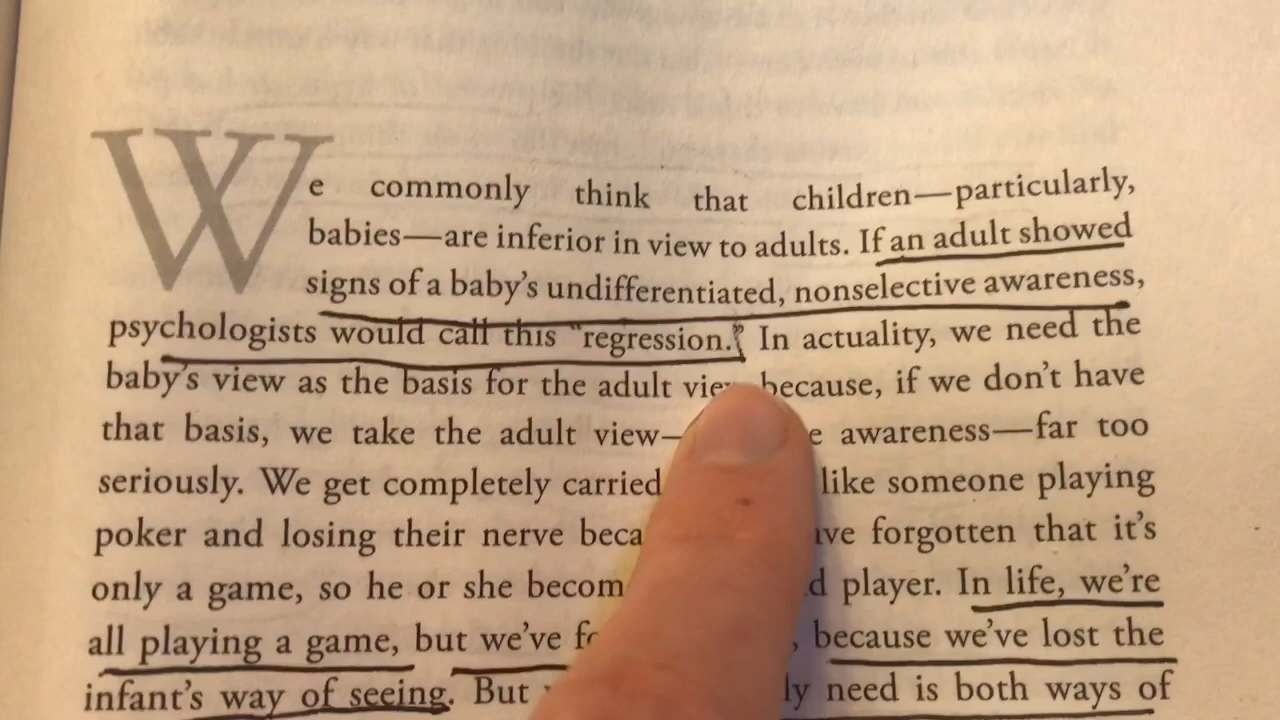 We commonly think that children—particularly,
babies—are inferior in view to adults. If an adult showed
signs of a baby's undifferentiated, nonselective awareness,
psychologists would call this "regression." In actuality, we need the
baby's view as the basis for the adult view because, if we don't have
that basis, we take the adult view— awareness—far too
seriously. We get completely carried like someone playing
poker and losing their nerve forgotten that it's
only a game, so he or she player. In life, we're
all playing a game, but we've because we've lost the
infant's way of seeing. But need is both ways of